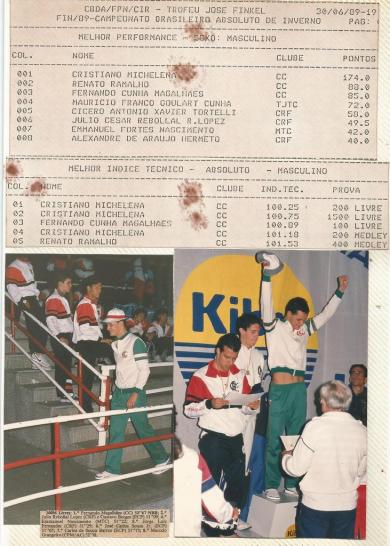 CBDA/FPN/CIR - TROFEU JOSE FINKEL 30/06/89-19
FIN/89-CAMPEONATO BRASILEIRO ABSOLUTO DE INVERNO PAG:
MELHOR PERFORMANCE - SEXO: MASCULINO
COL. NOME CLUBE PONTOS
001 CRISTIANO MICHELENA CC 174.0
002 RENATO RAMALHO CC 88.0
003 FERNANDO CUNHA MAGALHAES CC 85.0
004 MAURICIO FRANCO GOULART CUNHA TJTC 72.0
005 CICERO ANTONIO XAVIER TORTELLI CRF 58.0
006 JULIO CESAR REBOLEAL R.LOPEZ CRF 49.5
007 EMMANUEL FORTES NASCIMENTO MTC 42.0
008 ALEXANDRE DE ARAUJO HERMETO CRF 40.0
MELHOR INDICE TECNICO - ABSOLUTO - MASCULINO
COL. NOME CLUBE IND.TEC. PROVA
01 CRISTIANO MICHELENA CC 100.25 200 LIVRE
02 CRISTIANO MICHELENA CC 100.75 1500 LIVRE
03 FERNANDO CUNHA MAGALHAES CC 100.89 100 LIVRE
04 CRISTIANO MICHELENA CC 101.18 200 MEDLEY
05 RENATO RAMALHO CC 101.53 400 MEDLEY
Kib